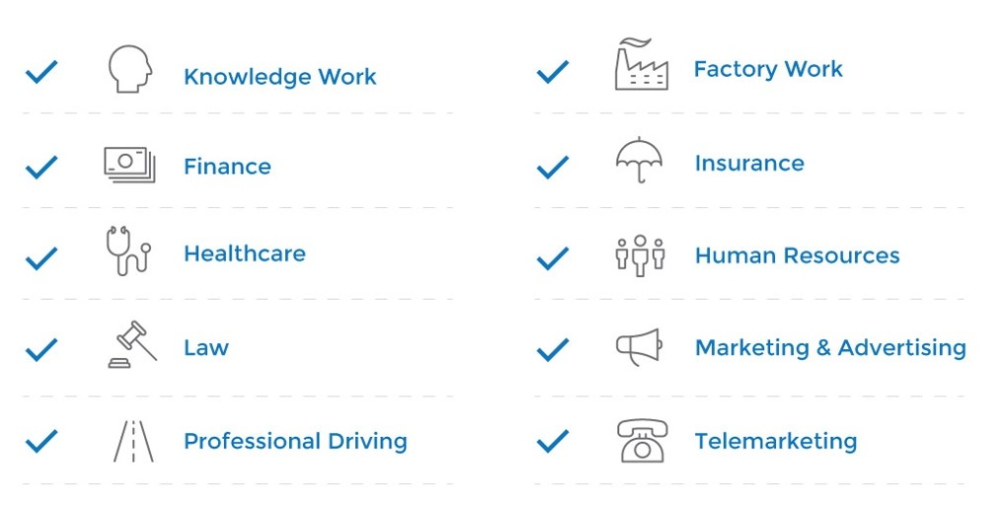 Knowledge Work
Finance
Healthcare
Law
Professional Driving
Factory Work
Insurance
Human Resources
Marketing & Advertising
Telemarketing